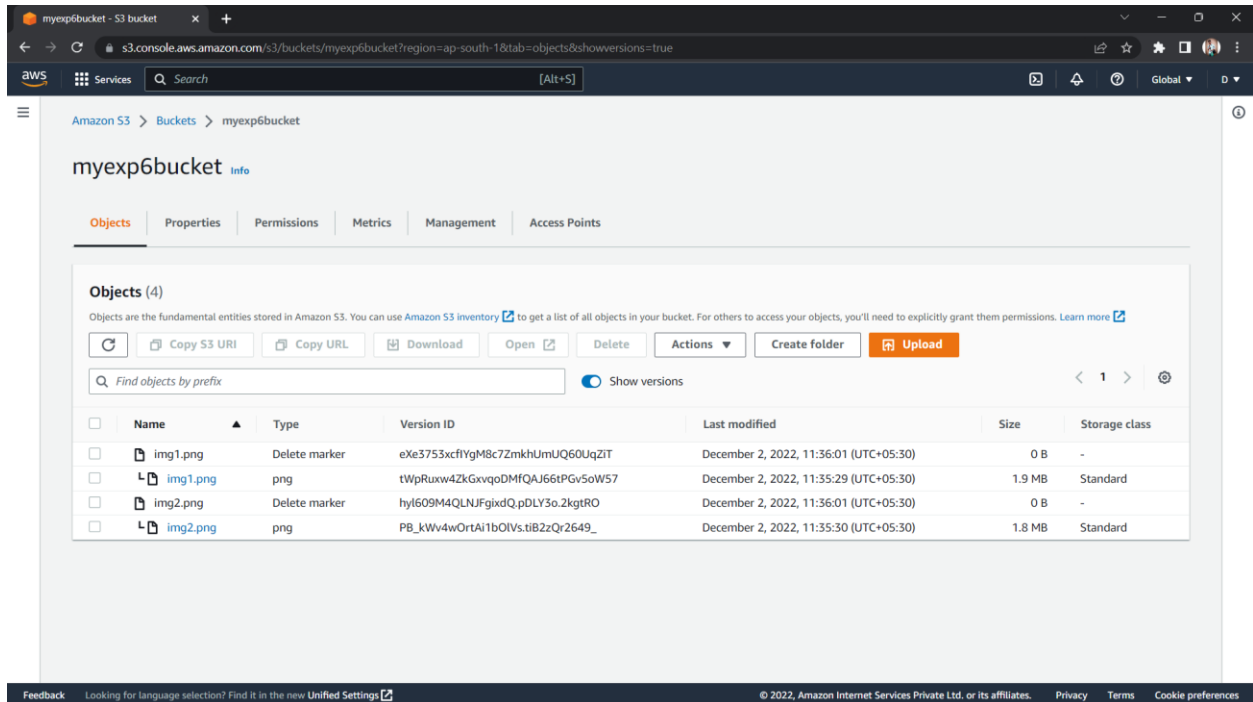 myexp6bucket - S3 bucket
s3.console.aws.amazon.com/s3/buckets/myexp6bucket?region=ap-south-1&tab=objects&showversions=true
aws Services Search [Alt+S] Global D
Amazon S3 > Buckets > myexp6bucket
myexp6bucket Info
Objects Properties Permissions Metrics Management Access Points
Objects (4)
Objects are the fundamental entities stored in Amazon S3. You can use Amazon S3 inventory to get a list of all objects in your bucket. For others to access your objects, you'll need to explicitly grant them permissions. Learn more
Copy S3 URI Copy URL Download Open Delete Actions Create folder Upload
Find objects by prefix Show versions < 1 >
Name Type Version ID Last modified Size Storage class
img1.png Delete marker eXe3753xcfIYgM8c7ZmkhUmUQ60UqZiT December 2, 2022, 11:36:01 (UTC+05:30) 0 B -
img1.png png tWpRuxw4ZkGxvqoDMfQAJ66tPGv5oW57 December 2, 2022, 11:35:29 (UTC+05:30) 1.9 MB Standard
img2.png Delete marker hyl609M4QLNJFgixdQ.pDLY3o.2kgtRO December 2, 2022, 11:36:01 (UTC+05:30) 0 B -
img2.png png PB_kWv4wOrtAi1bOlVs.tiB2zQr2649_ December 2, 2022, 11:35:30 (UTC+05:30) 1.8 MB Standard
Feedback Looking for language selection? Find it in the new Unified Settings © 2022, Amazon Internet Services Private Ltd. or its affiliates. Privacy Terms Cookie preferences